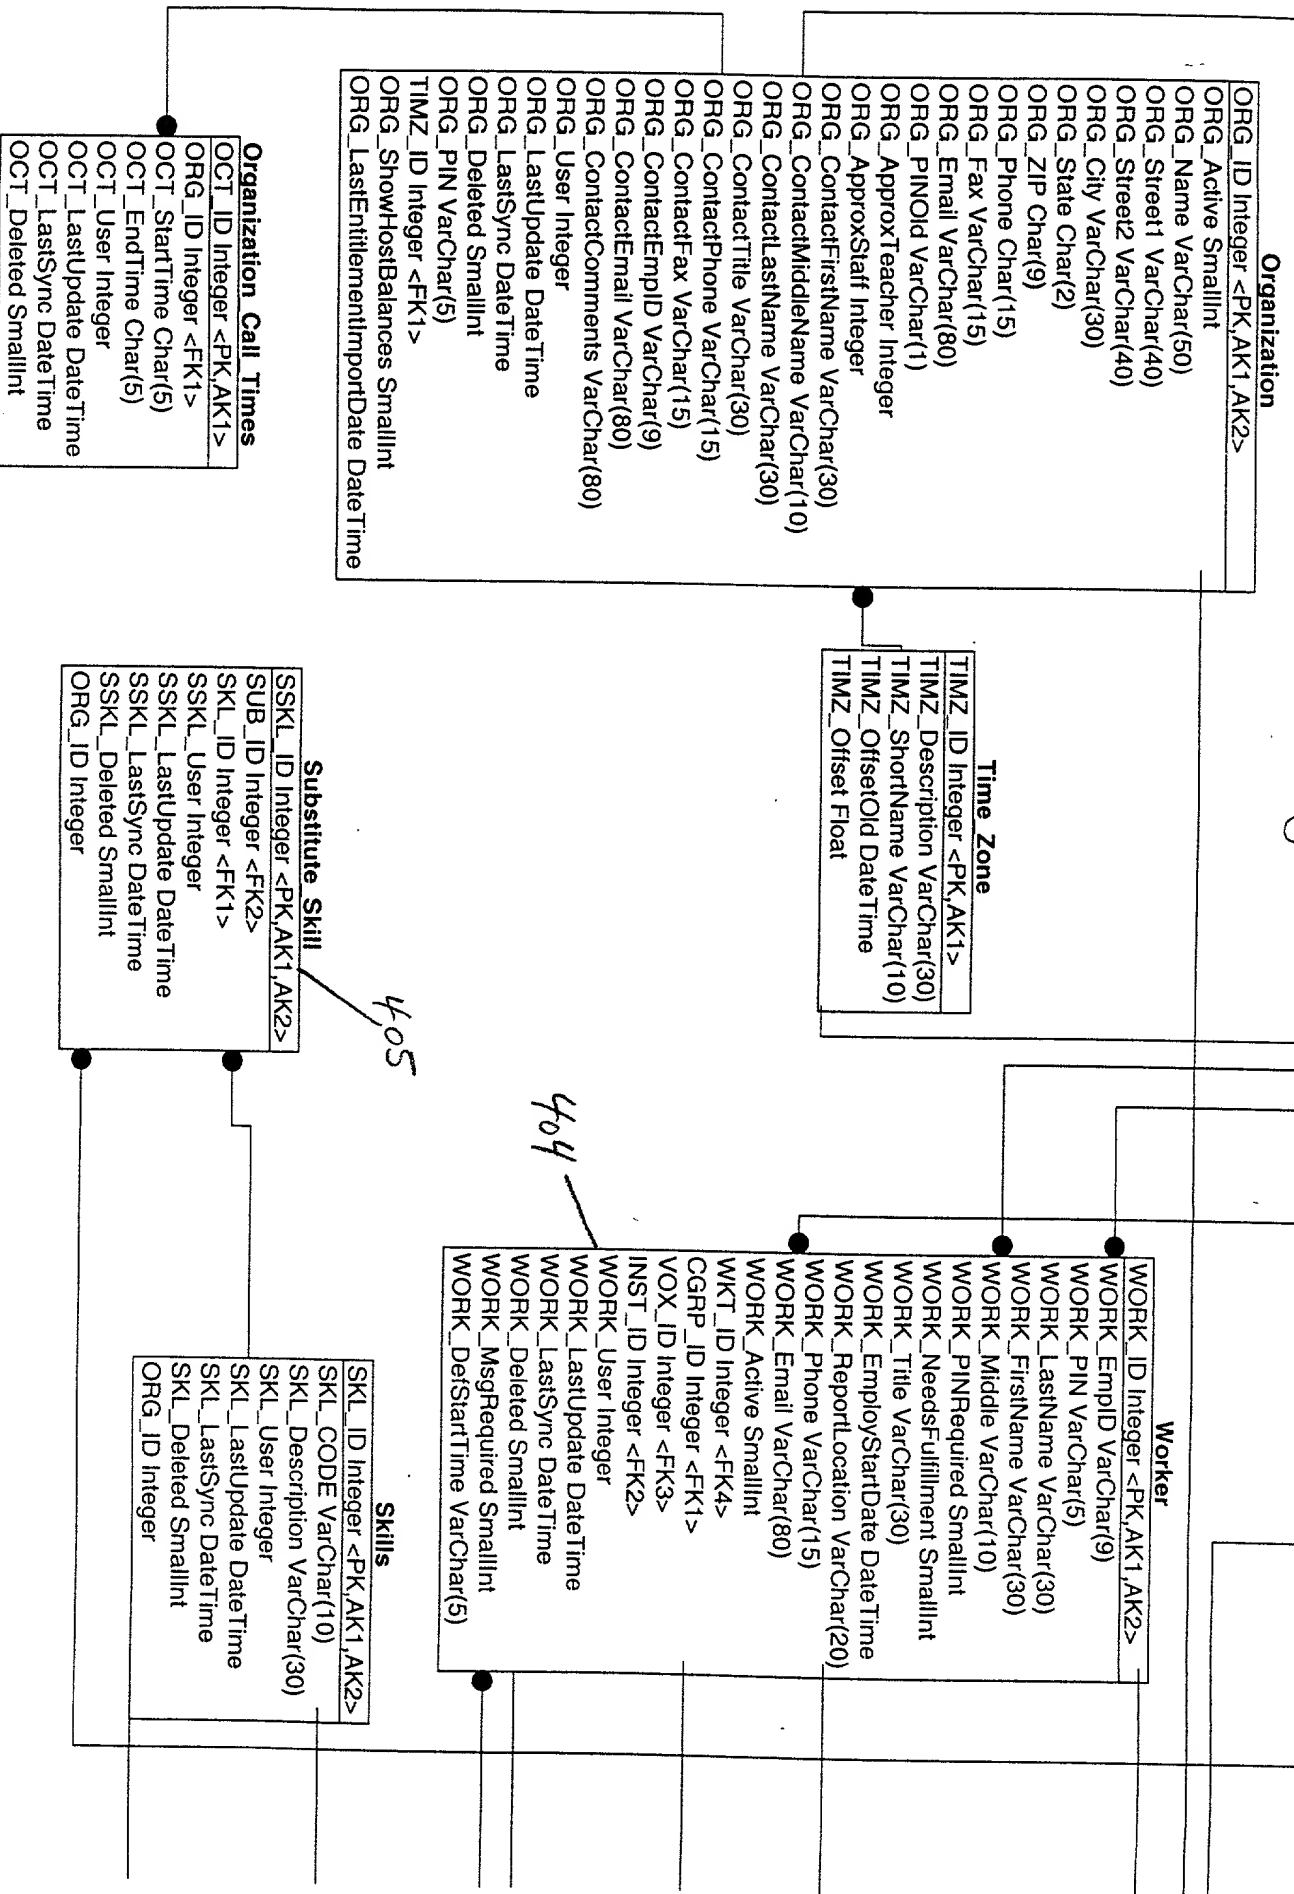 Organization
ORG_ID Integer <PK,AK1,AK2>
ORG_Active SmallInt
ORG_Name VarChar(50)
ORG_Street1 VarChar(40)
ORG_Street2 VarChar(40)
ORG_City VarChar(30)
ORG_State Char(2)
ORG_ZIP Char(9)
ORG_Phone Char(15)
ORG_Fax VarChar(15)
ORG_Email VarChar(80)
ORG_PINOld VarChar(1)
ORG_ApproxTeacher Integer
ORG_ApproxStaff Integer
ORG_ContactFirstName VarChar(30)
ORG_ContactMiddleName VarChar(10)
ORG_ContactLastName VarChar(30)
ORG_ContactTitle VarChar(30)
ORG_ContactPhone VarChar(15)
ORG_ContactFax VarChar(15)
ORG_ContactEmpID VarChar(9)
ORG_ContactEmail VarChar(80)
ORG_ContactComments VarChar(80)
ORG_User Integer
ORG_LastUpdate DateTime
ORG_LastSync DateTime
ORG_Deleted SmallInt
ORG_PIN VarChar(5)
TIMZ_ID Integer <FK1>
ORG_ShowHostBalances SmallInt
ORG_LastEntitlementImportDate DateTime
Organization_Call_Times
OCT_ID Integer <PK,AK1>
ORG_ID Integer <FK1>
OCT_StartTime Char(5)
OCT_EndTime Char(5)
OCT_User Integer
OCT_LastUpdate DateTime
OCT_LastSync DateTime
OCT_Deleted SmallInt
Time_Zone
TIMZ_ID Integer <PK,AK1>
TIMZ_Description VarChar(30)
TIMZ_ShortName VarChar(10)
TIMZ_OffsetOld DateTime
TIMZ_Offset Float
Substitute_Skill
SSKL_ID Integer <PK,AK1,AK2>
SUB_ID Integer <FK2>
SKL_ID Integer <FK1>
SSKL_User Integer
SSKL_LastUpdate DateTime
SSKL_LastSync DateTime
SSKL_Deleted SmallInt
ORG_ID Integer
405
404
Worker
WORK_ID Integer <PK,AK1,AK2>
WORK_EmpID VarChar(9)
WORK_PIN VarChar(5)
WORK_LastName VarChar(30)
WORK_FirstName VarChar(30)
WORK_Middle VarChar(10)
WORK_PINRequired SmallInt
WORK_NeedsFulfillment SmallInt
WORK_Title VarChar(30)
WORK_EmployStartDate DateTime
WORK_ReportLocation VarChar(20)
WORK_Phone VarChar(15)
WORK_Email VarChar(80)
WORK_Active SmallInt
WKT_ID Integer <FK4>
CGRP_ID Integer <FK1>
VOX_ID Integer <FK3>
INST_ID Integer <FK2>
WORK_User Integer
WORK_LastUpdate DateTime
WORK_LastSync DateTime
WORK_Deleted SmallInt
WORK_MsgRequired SmallInt
WORK_DefStartTime VarChar(5)
Skills
SKL_ID Integer <PK,AK1,AK2>
SKL_CODE VarChar(10)
SKL_Description VarChar(30)
SKL_User Integer
SKL_LastUpdate DateTime
SKL_LastSync DateTime
SKL_Deleted SmallInt
ORG_ID Integer